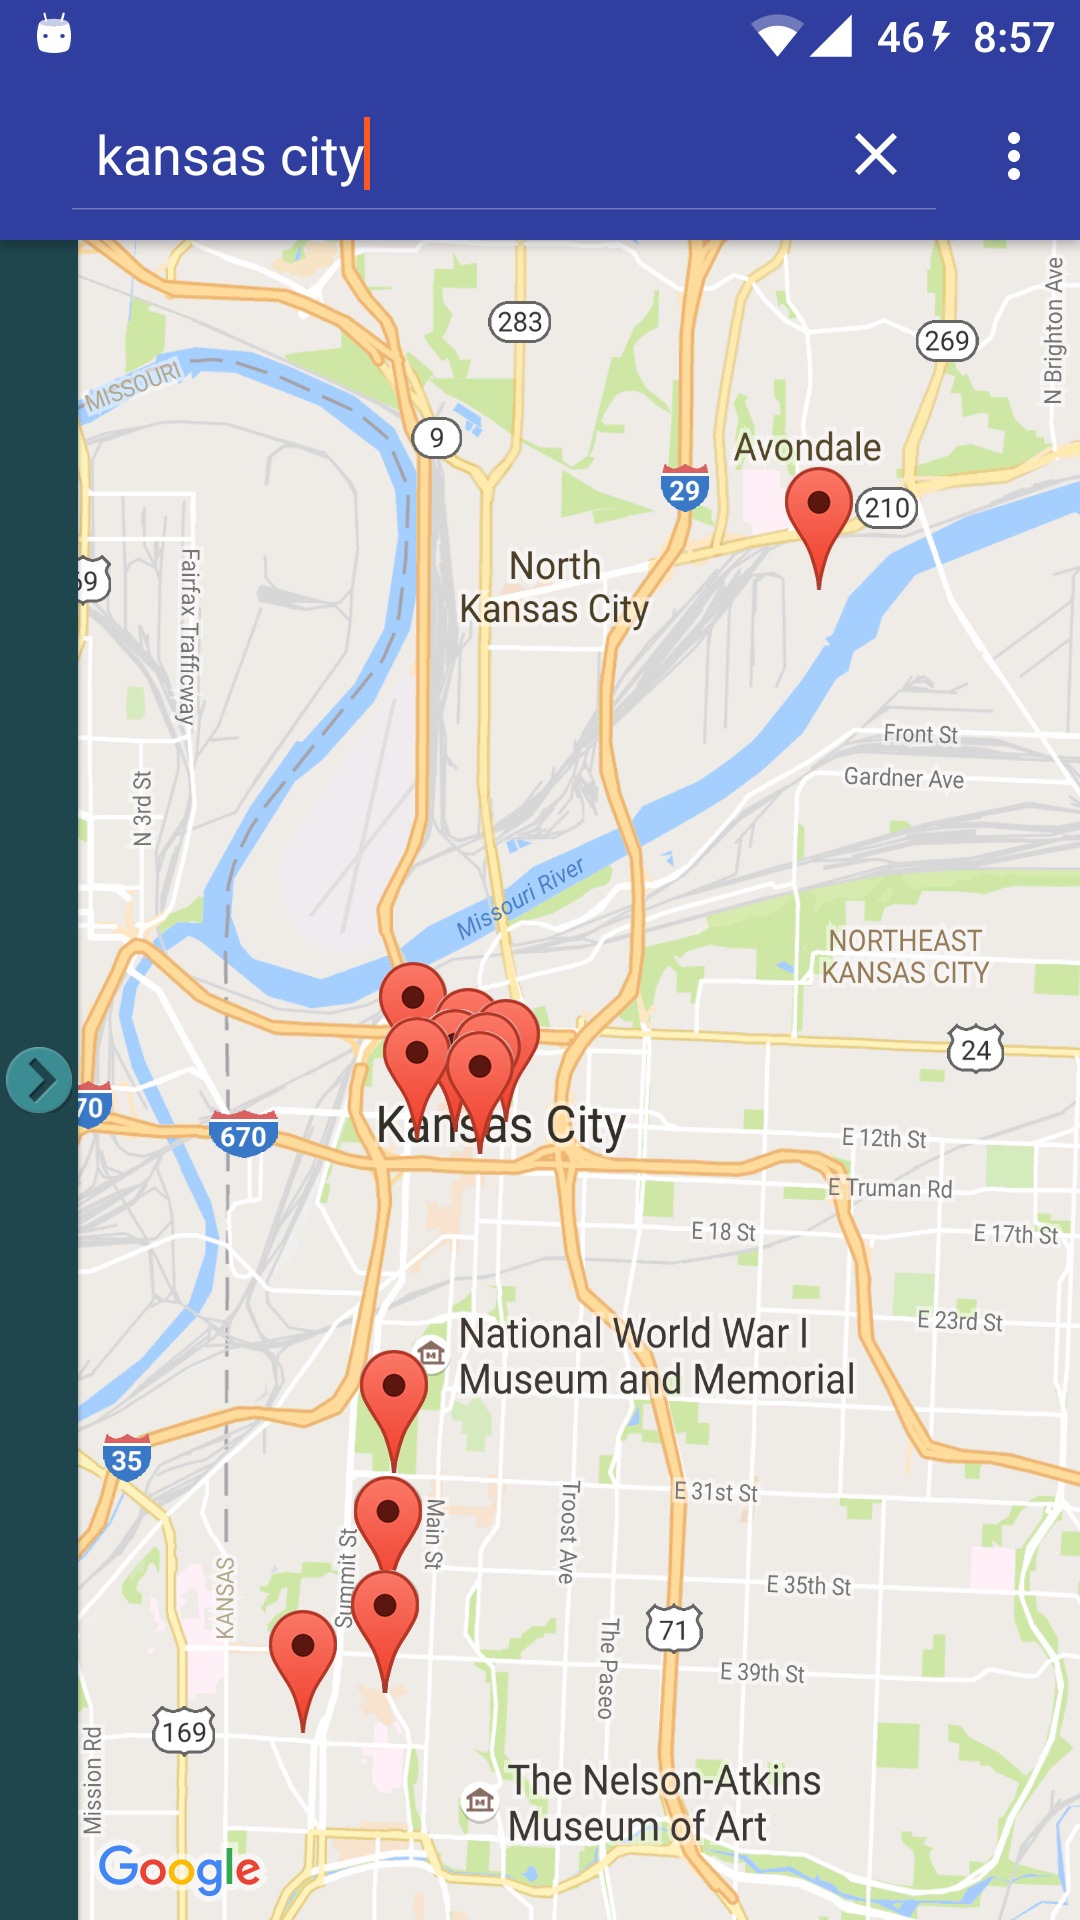 46 8:57
kansas city
283
269
N Brighton Ave
MISSOURI
9
Avondale
29
210
North
Kansas City
69
Fairfax Trafficway
Front St
Gardner Ave
N 3rd St
Missouri River
NORTHEAST
KANSAS CITY
24
70
670
Kansas City
E 12th St
E Truman Rd
E 18 St
E 17th St
E 23rd St
National World War I
Museum and Memorial
35
E 31st St
Main St
Troost Ave
Summit St
KANSAS
E 35th St
71
The Paseo
E 39th St
169
Mission Rd
The Nelson-Atkins
Museum of Art
Google